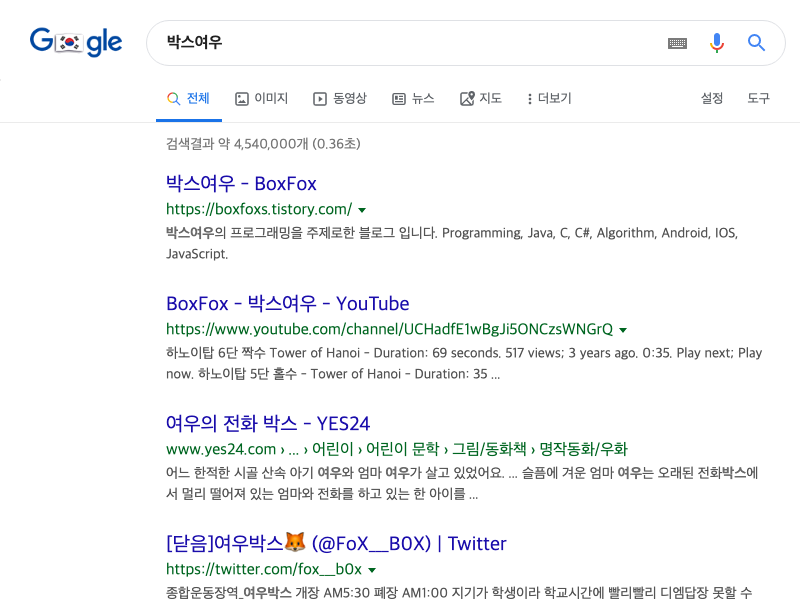 Google
박스여우
전체 이미지 동영상 뉴스 지도 더보기 설정 도구
검색결과 약 4,540,000개 (0.36초)
박스여우 - BoxFox
https://boxfoxs.tistory.com/
박스여우의 프로그래밍을 주제로한 블로그 입니다. Programming, Java, C, C#, Algorithm, Android, IOS,
JavaScript.
BoxFox - 박스여우 - YouTube
https://www.youtube.com/channel/UCHadfE1wBgJi5ONCzsWNGrQ
하노이탑 6단 짝수 Tower of Hanoi - Duration: 69 seconds. 517 views; 3 years ago. 0:35. Play next; Play
now. 하노이탑 5단 홀수 - Tower of Hanoi - Duration: 35 ...
여우의 전화 박스 - YES24
www.yes24.com › ... › 어린이 › 어린이 문학 › 그림/동화책 › 명작동화/우화
어느 한적한 시골 산속 아기 여우와 엄마 여우가 살고 있었어요. ... 슬픔에 겨운 엄마 여우는 오래된 전화박스에
서 멀리 떨어져 있는 엄마와 전화를 하고 있는 한 아이를 ...
[닫음]여우박스🦊 (@FoX__B0X) | Twitter
https://twitter.com/fox__b0x
종합운동장역_여우박스 개장 AM5:30 폐장 AM1:00 지기가 학생이라 학교시간에 빨리빨리 디엠답장 못할 수